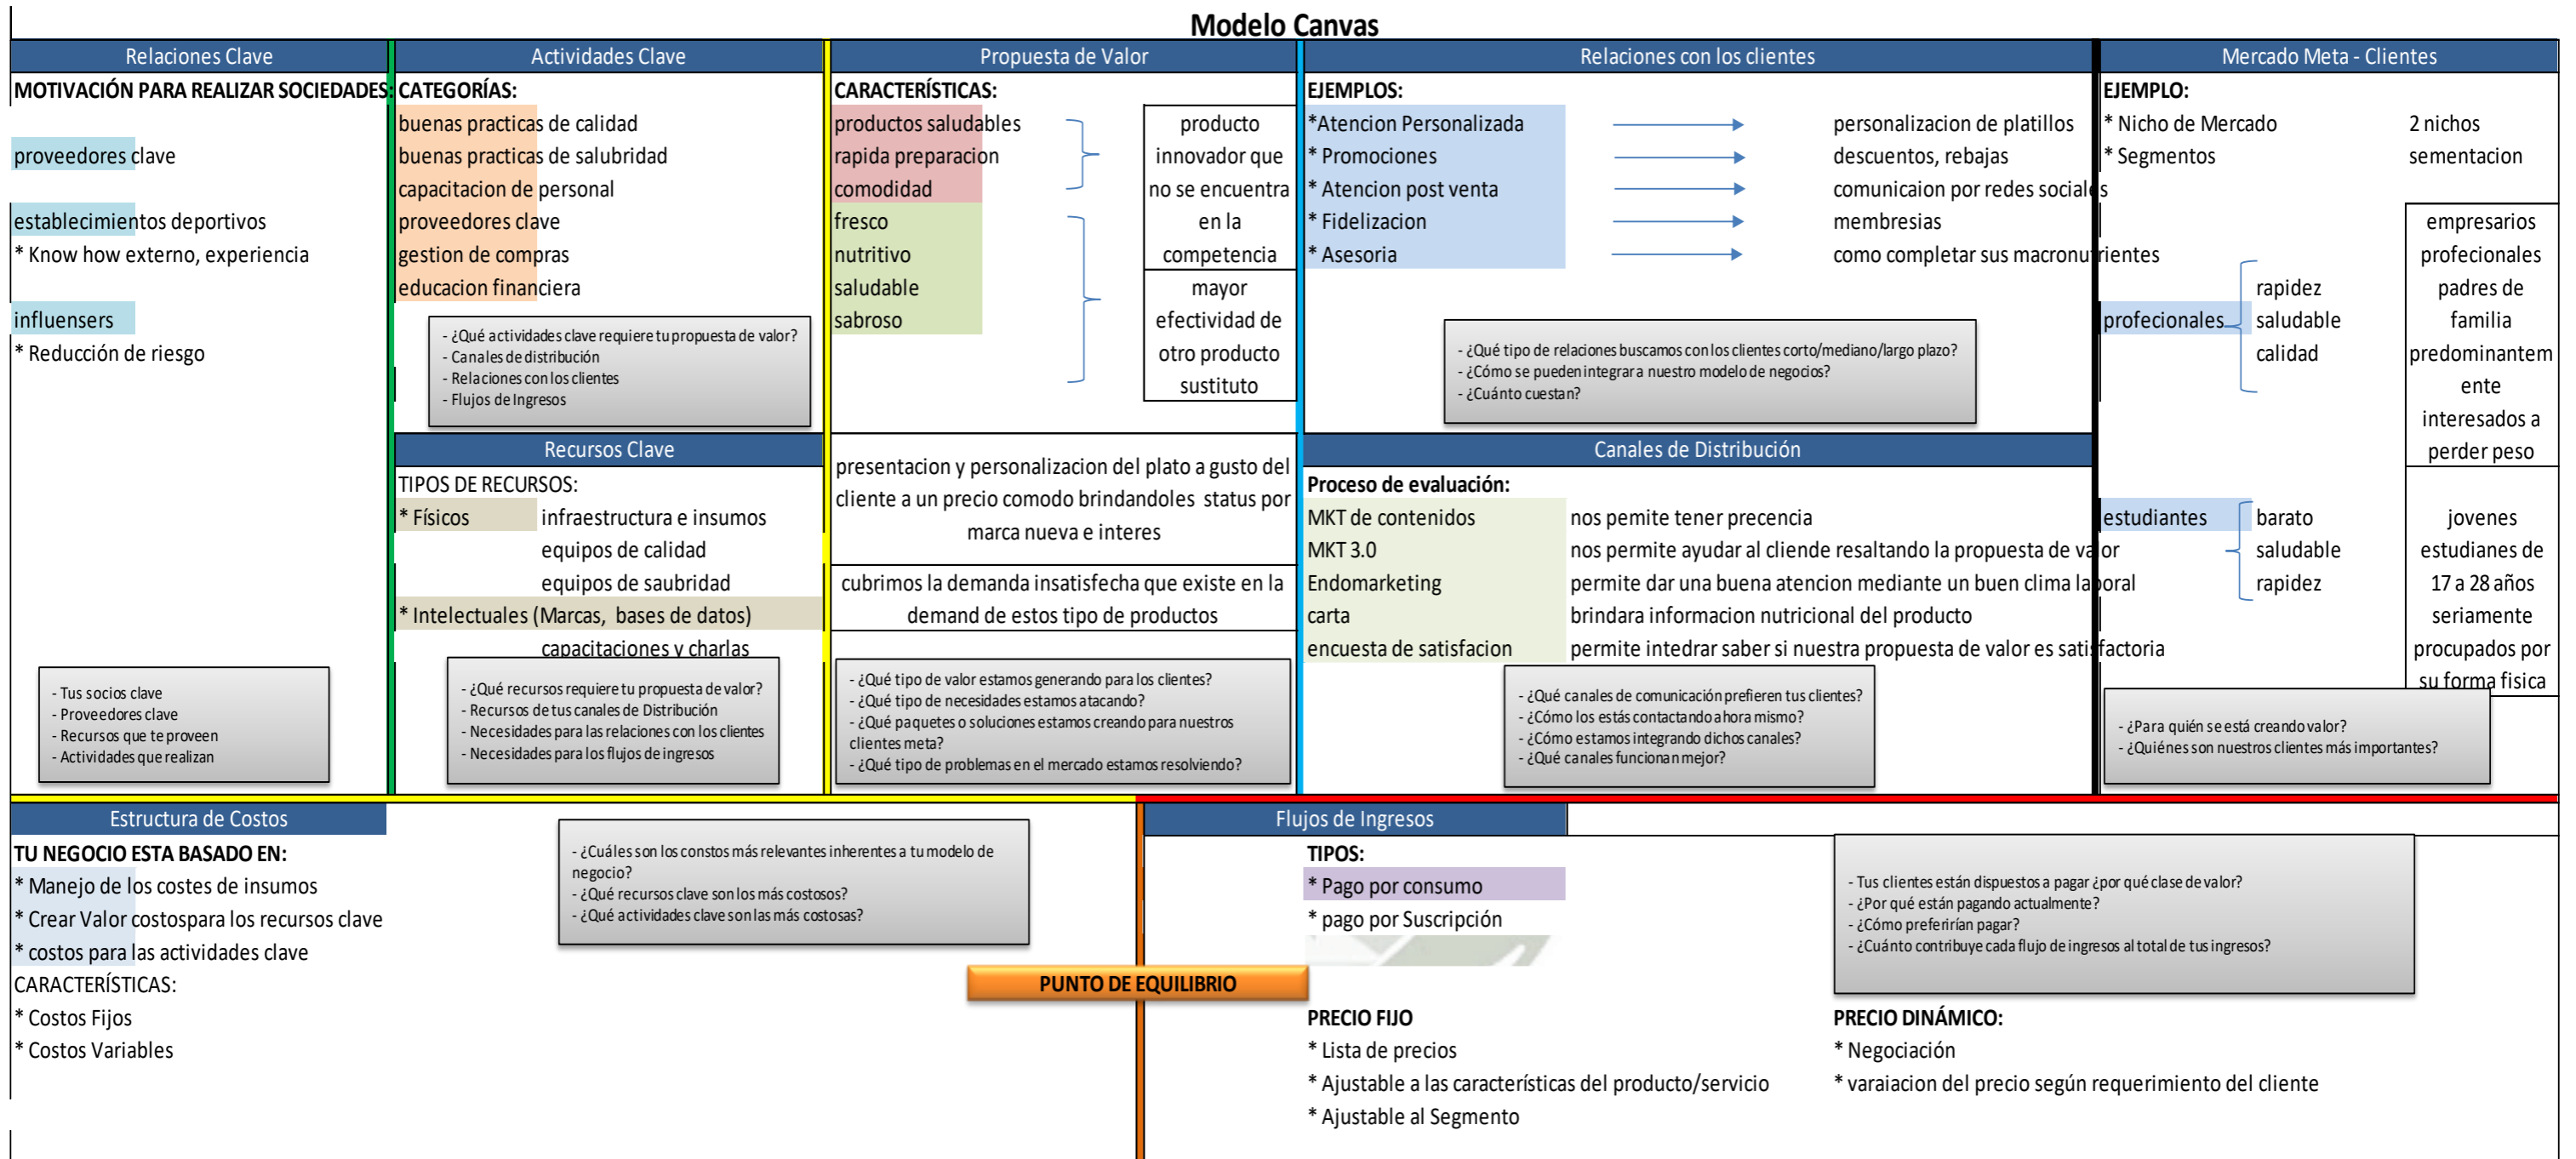 Modelo Canvas
Relaciones Clave
MOTIVACIÓN PARA REALIZAR SOCIEDADES:
proveedores clave
establecimientos deportivos
* Know how externo, experiencia
influensers
* Reducción de riesgo
- Tus socios clave
- Proveedores clave
- Recursos que te proveen
- Actividades que realizan
Actividades Clave
CATEGORÍAS:
buenas practicas de calidad
buenas practicas de salubridad
capacitacion de personal
proveedores clave
gestion de compras
educacion financiera
- ¿Qué actividades clave requiere tu propuesta de valor?
- Canales de distribución
- Relaciones con los clientes
- Flujos de Ingresos
Recursos Clave
TIPOS DE RECURSOS:
* Físicos infraestructura e insumos
equipos de calidad
equipos de saubridad
* Intelectuales (Marcas, bases de datos)
capacitaciones y charlas
- ¿Qué recursos requiere tu propuesta de valor?
- Recursos de tus canales de Distribución
- Necesidades para las relaciones con los clientes
- Necesidades para los flujos de ingresos
Propuesta de Valor
CARACTERÍSTICAS:
productos saludables
rapida preparacion
comodidad
fresco
nutritivo
saludable
sabroso
producto
innovador que
no se encuentra
en la
competencia
mayor
efectividad de
otro producto
sustituto
presentacion y personalizacion del plato a gusto del
cliente a un precio comodo brindandoles status por
marca nueva e interes
cubrimos la demanda insatisfecha que existe en la
demand de estos tipo de productos
- ¿Qué tipo de valor estamos generando para los clientes?
- ¿Qué tipo de necesidades estamos atacando?
- ¿Qué paquetes o soluciones estamos creando para nuestros
clientes meta?
- ¿Qué tipo de problemas en el mercado estamos resolviendo?
Relaciones con los clientes
EJEMPLOS:
*Atencion Personalizada personalizacion de platillos
* Promociones descuentos, rebajas
* Atencion post venta comunicaion por redes sociales
* Fidelizacion membresias
* Asesoria como completar sus macronutrientes
- ¿Qué tipo de relaciones buscamos con los clientes corto/mediano/largo plazo?
- ¿Cómo se pueden integrar a nuestro modelo de negocios?
- ¿Cuánto cuestan?
Canales de Distribución
Proceso de evaluación:
MKT de contenidos nos pemite tener precencia
MKT 3.0 nos permite ayudar al cliende resaltando la propuesta de valor
Endomarketing permite dar una buena atencion mediante un buen clima laboral
carta brindara informacion nutricional del producto
encuesta de satisfacion permite intedrar saber si nuestra propuesta de valor es satisfactoria
- ¿Qué canales de comunicación prefieren tus clientes?
- ¿Cómo los estás contactando ahora mismo?
- ¿Cómo estamos integrando dichos canales?
- ¿Qué canales funcionan mejor?
Mercado Meta - Clientes
EJEMPLO:
* Nicho de Mercado 2 nichos
* Segmentos sementacion
profecionales
rapidez
saludable
calidad
empresarios
profecionales
padres de
familia
predominantem
ente
interesados a
perder peso
estudiantes
barato
saludable
rapidez
jovenes
estudianes de
17 a 28 años
seriamente
procupados por
su forma fisica
- ¿Para quién se está creando valor?
- ¿Quiénes son nuestros clientes más importantes?
Estructura de Costos
TU NEGOCIO ESTA BASADO EN:
* Manejo de los costes de insumos
* Crear Valor costospara los recursos clave
* costos para las actividades clave
CARACTERÍSTICAS:
* Costos Fijos
* Costos Variables
- ¿Cuáles son los constos más relevantes inherentes a tu modelo de
negocio?
- ¿Qué recursos clave son los más costosos?
- ¿Qué actividades clave son las más costosas?
PUNTO DE EQUILIBRIO
Flujos de Ingresos
TIPOS:
* Pago por consumo
* pago por Suscripción
- Tus clientes están dispuestos a pagar ¿por qué clase de valor?
- ¿Por qué están pagando actualmente?
- ¿Cómo preferirían pagar?
- ¿Cuánto contribuye cada flujo de ingresos al total de tus ingresos?
PRECIO FIJO
* Lista de precios
* Ajustable a las características del producto/servicio
* Ajustable al Segmento
PRECIO DINÁMICO:
* Negociación
* varaiacion del precio según requerimiento del cliente